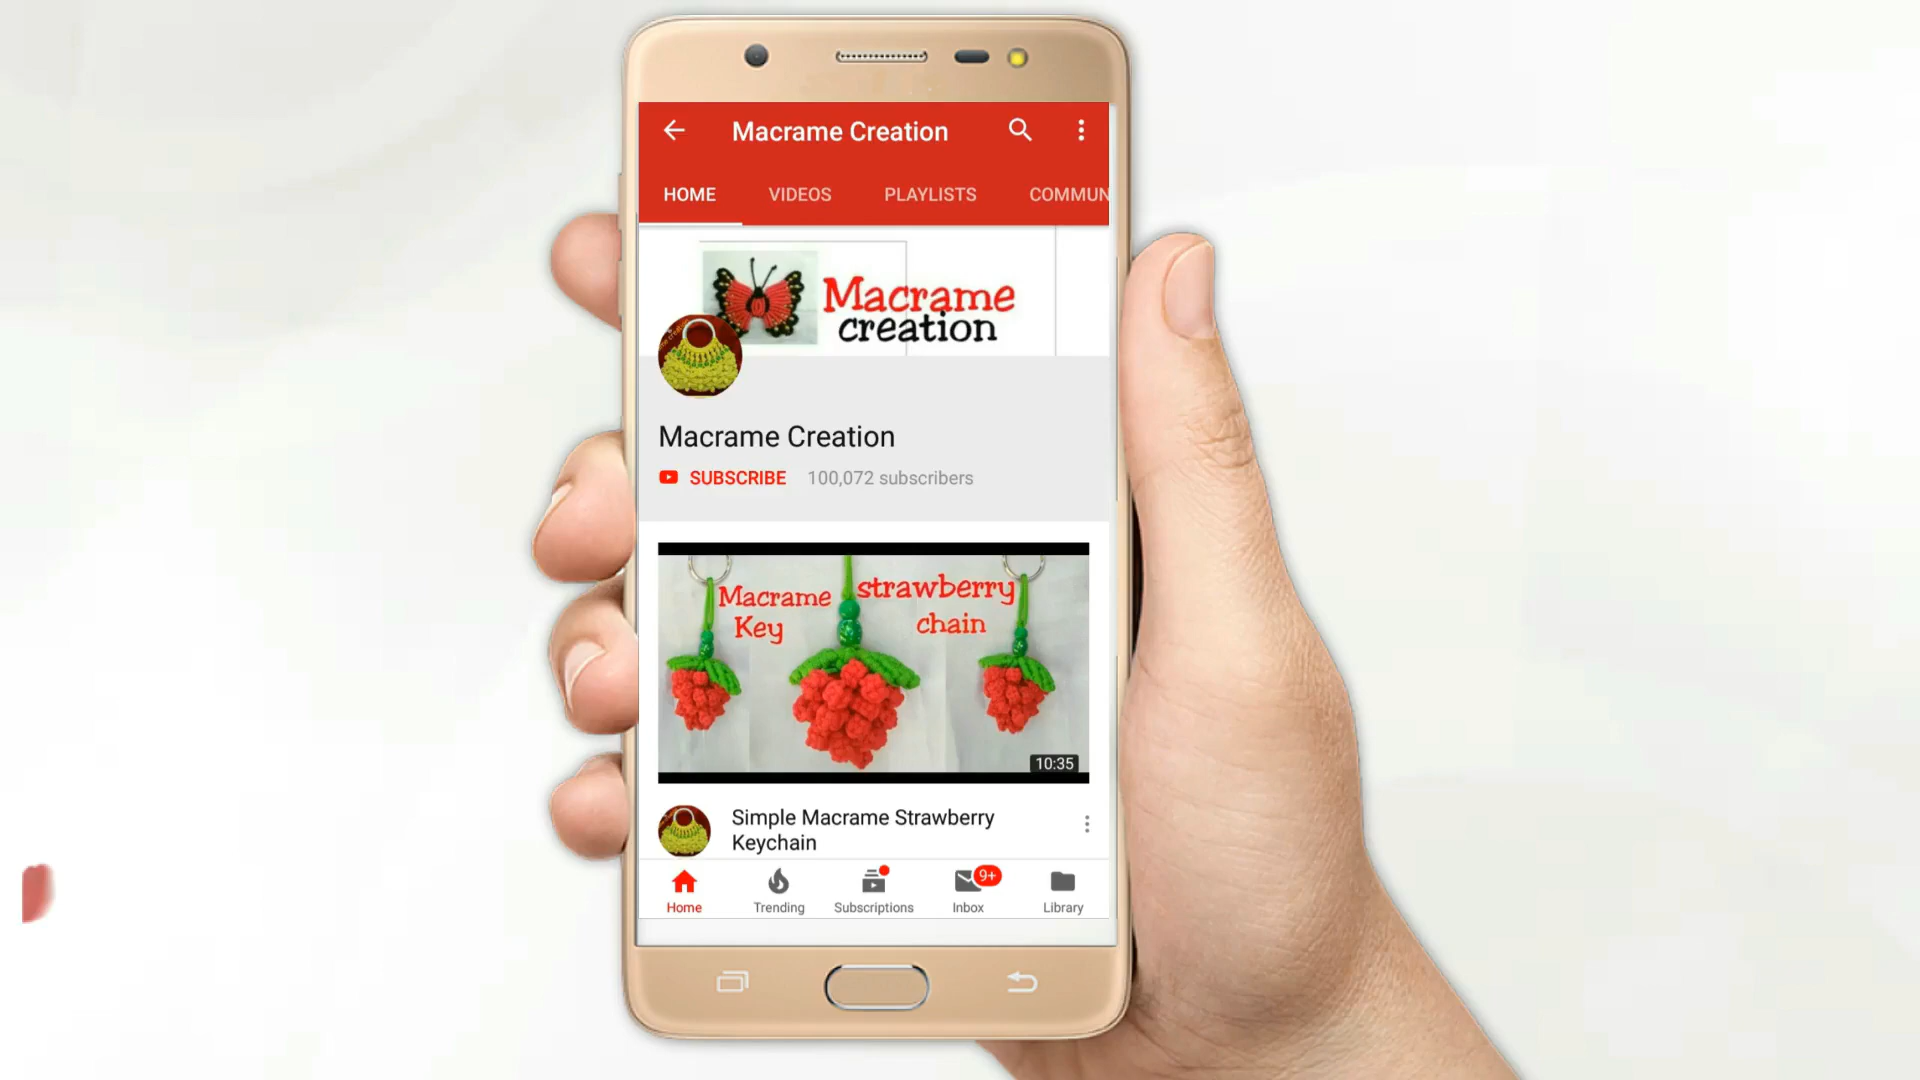 Macrame Creation
HOME VIDEOS PLAYLISTS COMMUN
Macrame
creation
Macrame Creation
SUBSCRIBE 100,072 subscribers
Macrame strawberry
Key chain
10:35
Simple Macrame Strawberry
Keychain
9+
Home Trending Subscriptions Inbox Library